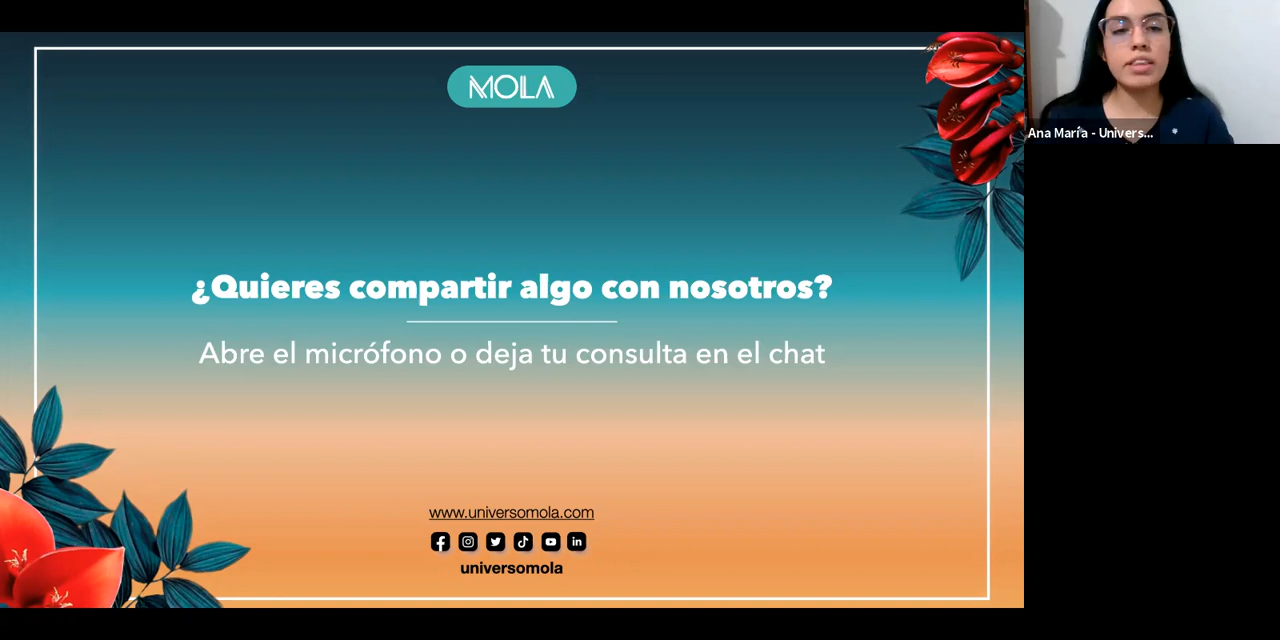 MOLA
¿Quieres compartir algo con nosotros?
Abre el micrófono o deja tu consulta en el chat
www.universomola.com
universomola
Ana María - Univers...